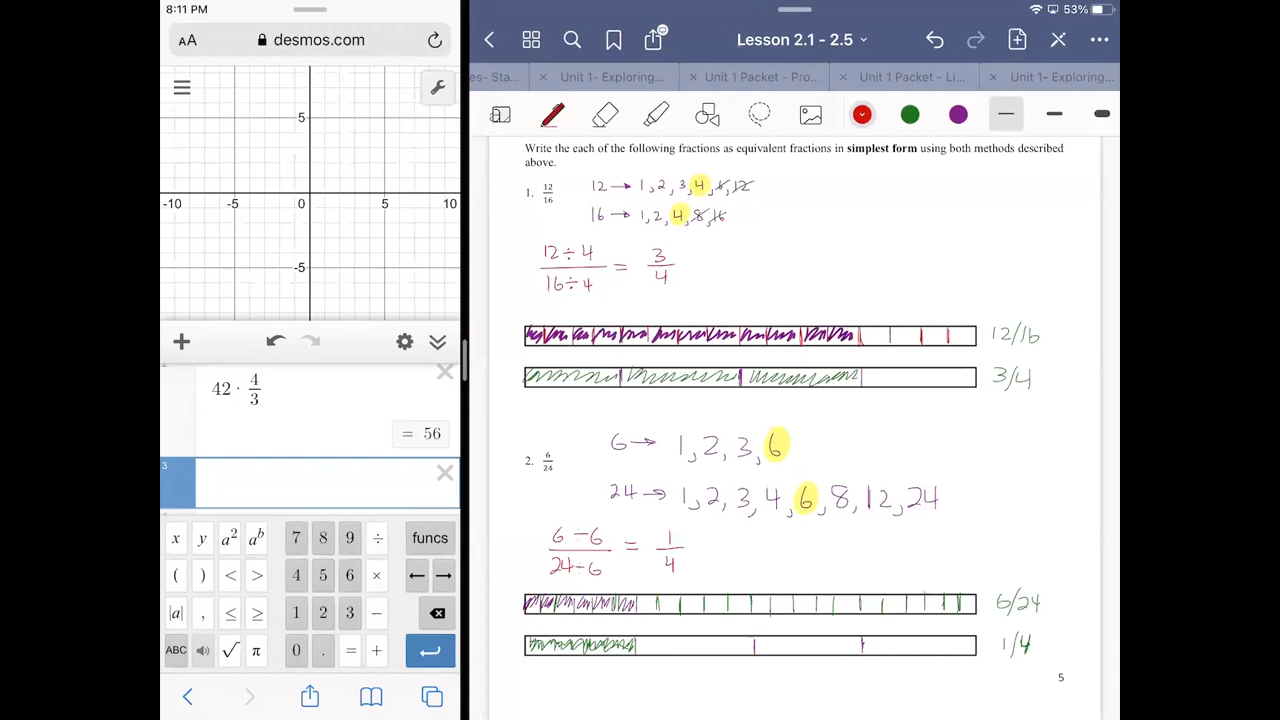 8:11 PM
53%
AA desmos.com
Lesson 2.1 - 2.5
es- Sta...
× Unit 1- Exploring...
× Unit 1 Packet - Pro...
× Unit 1 Packet - Li...
× Unit 1- Exploring...
5
-10 -5 0 5 10
-5
42 · 4/3
= 56
3
x y a² aᵇ 7 8 9 ÷ funcs
( ) < > 4 5 6 × ← →
|a| , ≤ ≥ 1 2 3 −
ABC √ π 0 . = +
Write the each of the following fractions as equivalent fractions in simplest form using both methods described
above.
1. 12/16
12 → 1, 2, 3, 4, 6, 12
16 → 1, 2, 4, 8, 16
12 ÷ 4 / 16 ÷ 4 = 3/4
12/16
3/4
2. 6/24
6 → 1, 2, 3, 6
24 → 1, 2, 3, 4, 6, 8, 12, 24
6 ÷ 6 / 24 ÷ 6 = 1/4
6/24
1/4
5